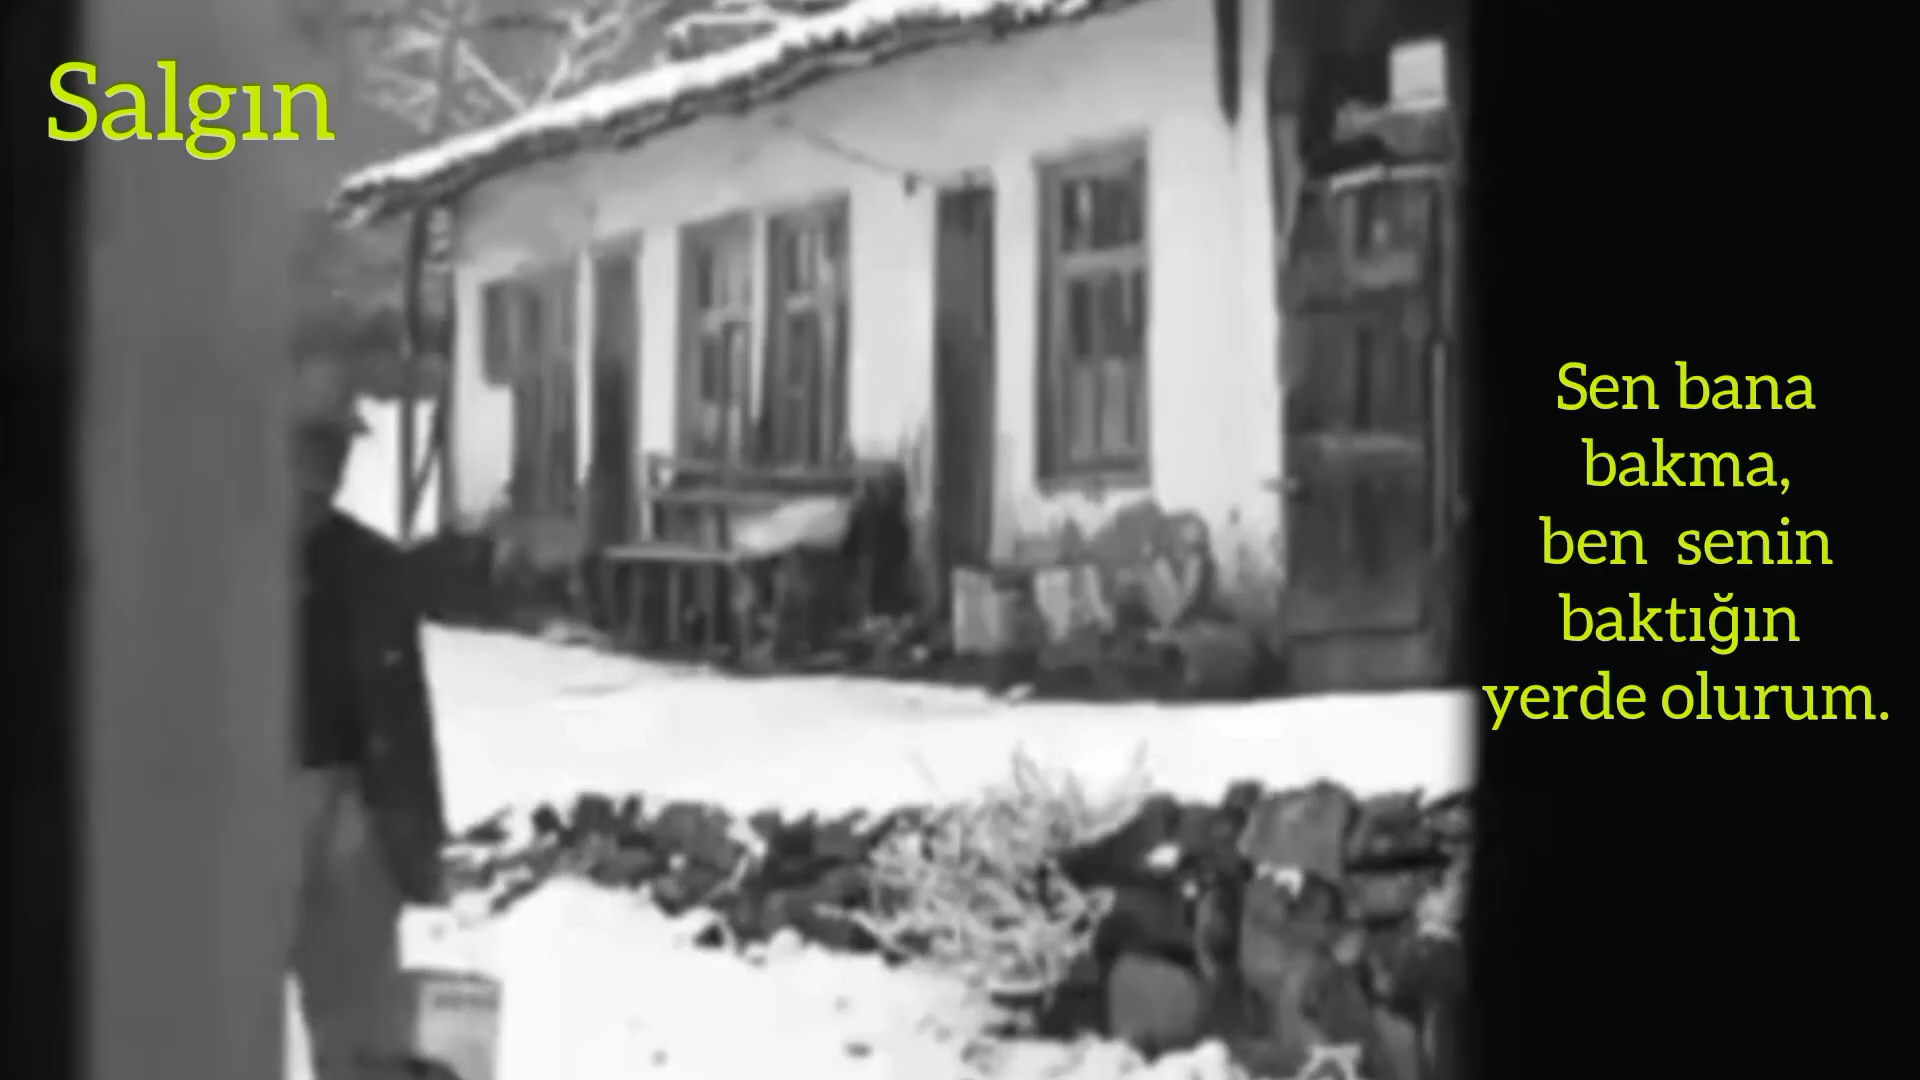 Salgın
Sen bana
bakma,
ben senin
baktığın
yerde olurum.